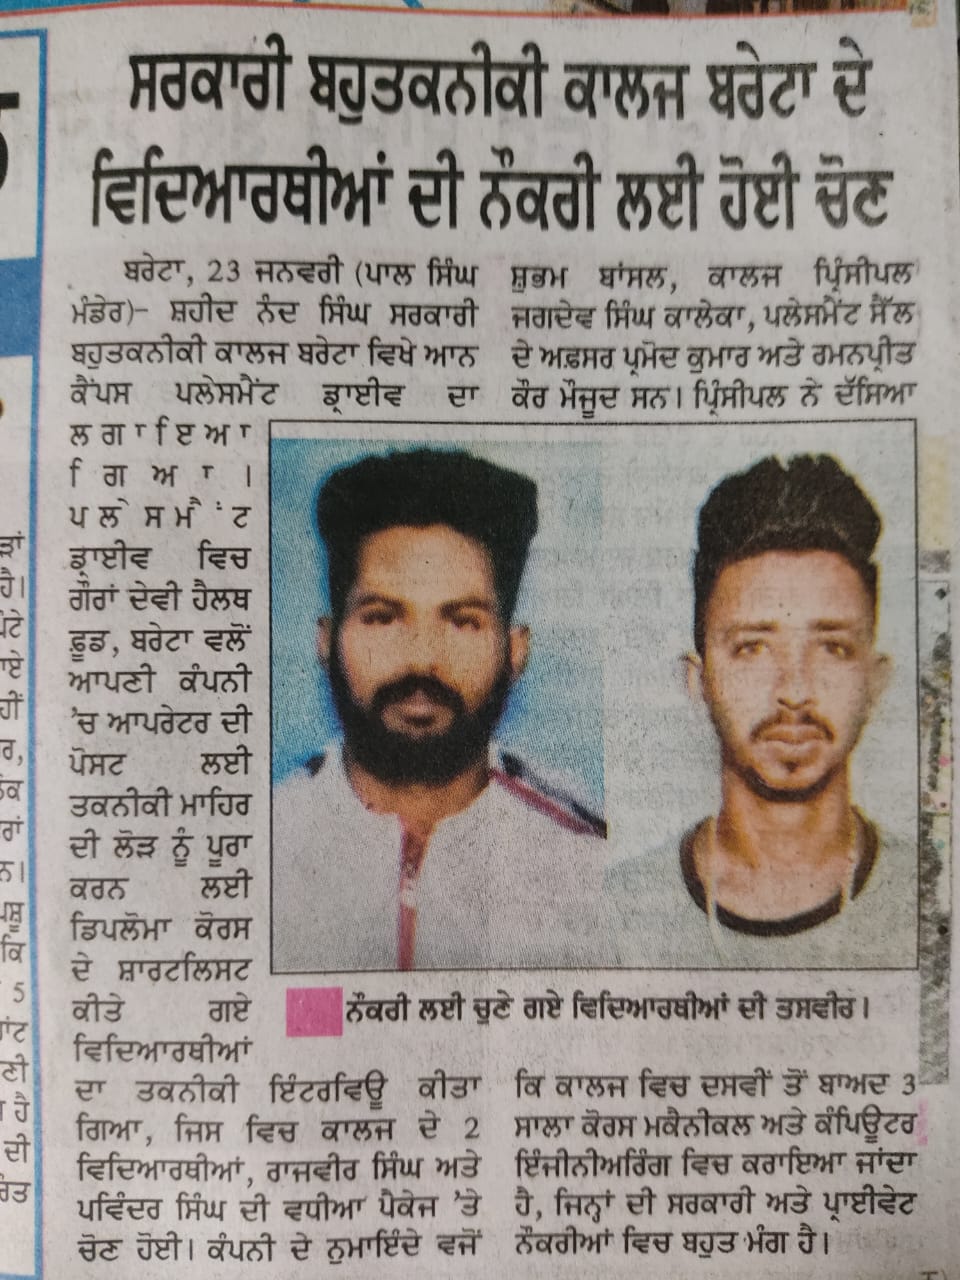 ਸਰਕਾਰੀ ਬਹੁਤਕਨੀਕੀ ਕਾਲਜ ਬਰੇਟਾ ਦੇ
ਵਿਦਿਆਰਥੀਆਂ ਦੀ ਨੌਕਰੀ ਲਈ ਹੋਈ ਚੋਣ
ਬਰੇਟਾ, 23 ਜਨਵਰੀ (ਪਾਲ ਸਿੰਘ
ਮੰਡੇਰ)- ਸ਼ਹੀਦ ਨੰਦ ਸਿੰਘ ਸਰਕਾਰੀ
ਬਹੁਤਕਨੀਕੀ ਕਾਲਜ ਬਰੇਟਾ ਵਿਖੇ ਆਨ
ਕੈਂਪਸ ਪਲੇਸਮੈਂਟ ਡ੍ਰਾਈਵ ਦਾ
ਲਗਾਇਆ
ਗਿਆ।
ਪਲੇਸਮੈਂਟ
ਡ੍ਰਾਈਵ ਵਿਚ
ਗੌਰਾਂ ਦੇਵੀ ਹੈਲਥ
ਫ਼ੂਡ, ਬਰੇਟਾ ਵਲੋਂ
ਆਪਣੀ ਕੰਪਨੀ
'ਚ ਆਪਰੇਟਰ ਦੀ
ਪੋਸਟ ਲਈ
ਤਕਨੀਕੀ ਮਾਹਿਰ
ਦੀ ਲੋੜ ਨੂੰ ਪੂਰਾ
ਕਰਨ ਲਈ
ਡਿਪਲੋਮਾ ਕੋਰਸ
ਦੇ ਸ਼ਾਰਟਲਿਸਟ
ਕੀਤੇ ਗਏ
ਵਿਦਿਆਰਥੀਆਂ
ਦਾ ਤਕਨੀਕੀ ਇੰਟਰਵਿਊ ਕੀਤਾ
ਗਿਆ, ਜਿਸ ਵਿਚ ਕਾਲਜ ਦੇ 2
ਵਿਦਿਆਰਥੀਆਂ, ਰਾਜਵੀਰ ਸਿੰਘ ਅਤੇ
ਪਵਿੰਦਰ ਸਿੰਘ ਦੀ ਵਧੀਆ ਪੈਕੇਜ 'ਤੇ
ਚੋਣ ਹੋਈ। ਕੰਪਨੀ ਦੇ ਨੁਮਾਇੰਦੇ ਵਜੋਂ
ਸ਼ੁਭਮ ਬਾਂਸਲ, ਕਾਲਜ ਪ੍ਰਿੰਸੀਪਲ
ਜਗਦੇਵ ਸਿੰਘ ਕਾਲੇਕਾ, ਪਲੇਸਮੈਂਟ ਸੈੱਲ
ਦੇ ਅਫ਼ਸਰ ਪ੍ਰਮੋਦ ਕੁਮਾਰ ਅਤੇ ਰਮਨਪ੍ਰੀਤ
ਕੌਰ ਮੌਜੂਦ ਸਨ। ਪ੍ਰਿੰਸੀਪਲ ਨੇ ਦੱਸਿਆ
ਨੌਕਰੀ ਲਈ ਚੁਣੇ ਗਏ ਵਿਦਿਆਰਥੀਆਂ ਦੀ ਤਸਵੀਰ।
ਕਿ ਕਾਲਜ ਵਿਚ ਦਸਵੀਂ ਤੋਂ ਬਾਅਦ 3
ਸਾਲਾ ਕੋਰਸ ਮਕੈਨੀਕਲ ਅਤੇ ਕੰਪਿਊਟਰ
ਇੰਜੀਨੀਅਰਿੰਗ ਵਿਚ ਕਰਾਇਆ ਜਾਂਦਾ
ਹੈ, ਜਿਨ੍ਹਾਂ ਦੀ ਸਰਕਾਰੀ ਅਤੇ ਪ੍ਰਾਈਵੇਟ
ਨੌਕਰੀਆਂ ਵਿਚ ਬਹੁਤ ਮੰਗ ਹੈ।